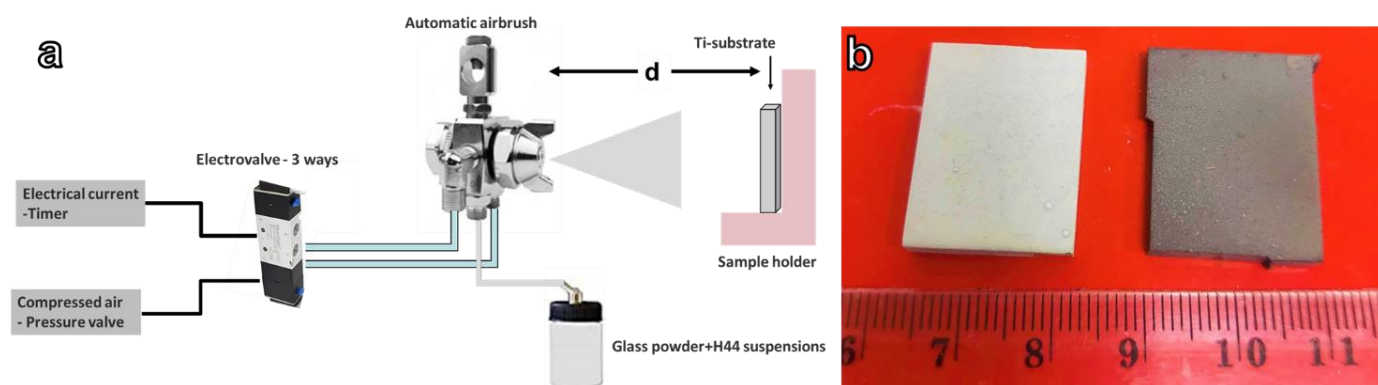 a
Automatic airbrush
Ti-substrate
d
Electrovalve - 3 ways
Electrical current
-Timer
Compressed air
- Pressure valve
Sample holder
Glass powder+H44 suspensions
b
6 7 8 9 10 11